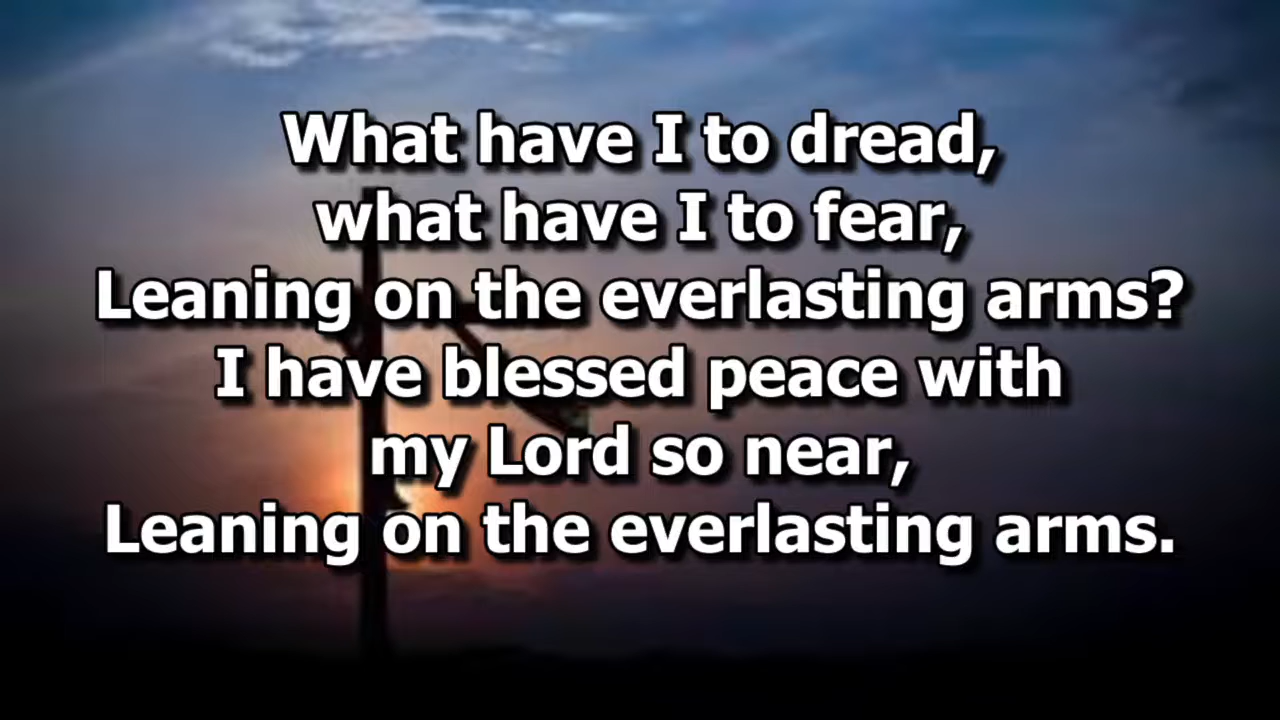 What have I to dread,
what have I to fear,
Leaning on the everlasting arms?
I have blessed peace with
my Lord so near,
Leaning on the everlasting arms.